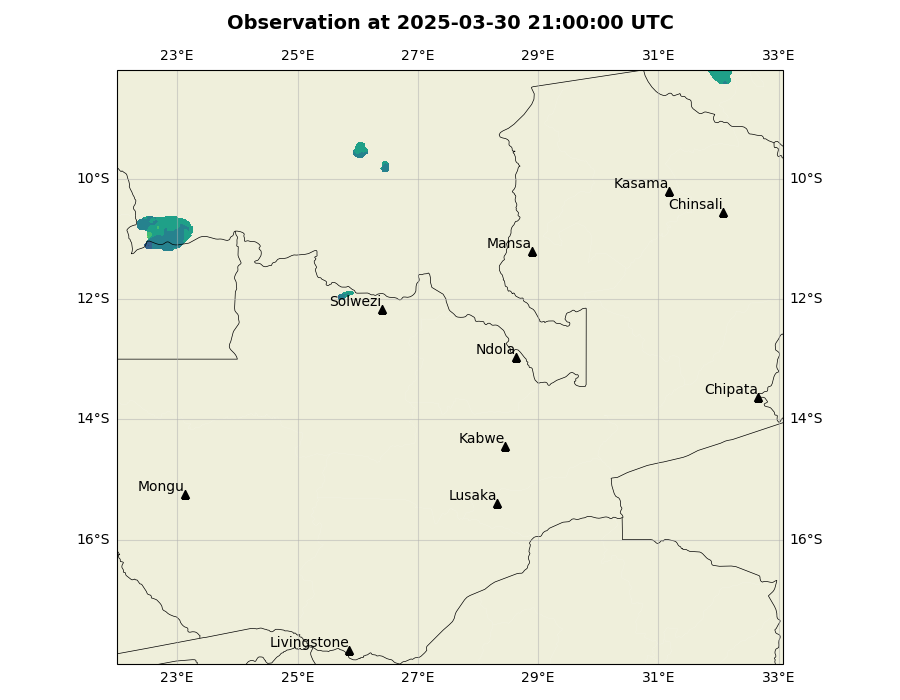 Observation at 2025-03-30 21:00:00 UTC
23°E 25°E 27°E 29°E 31°E 33°E
10°S 10°S
Kasama
Chinsali
Mansa
12°S 12°S
Solwezi
Ndola
Chipata
14°S 14°S
Kabwe
Mongu
Lusaka
16°S 16°S
Livingstone
23°E 25°E 27°E 29°E 31°E 33°E